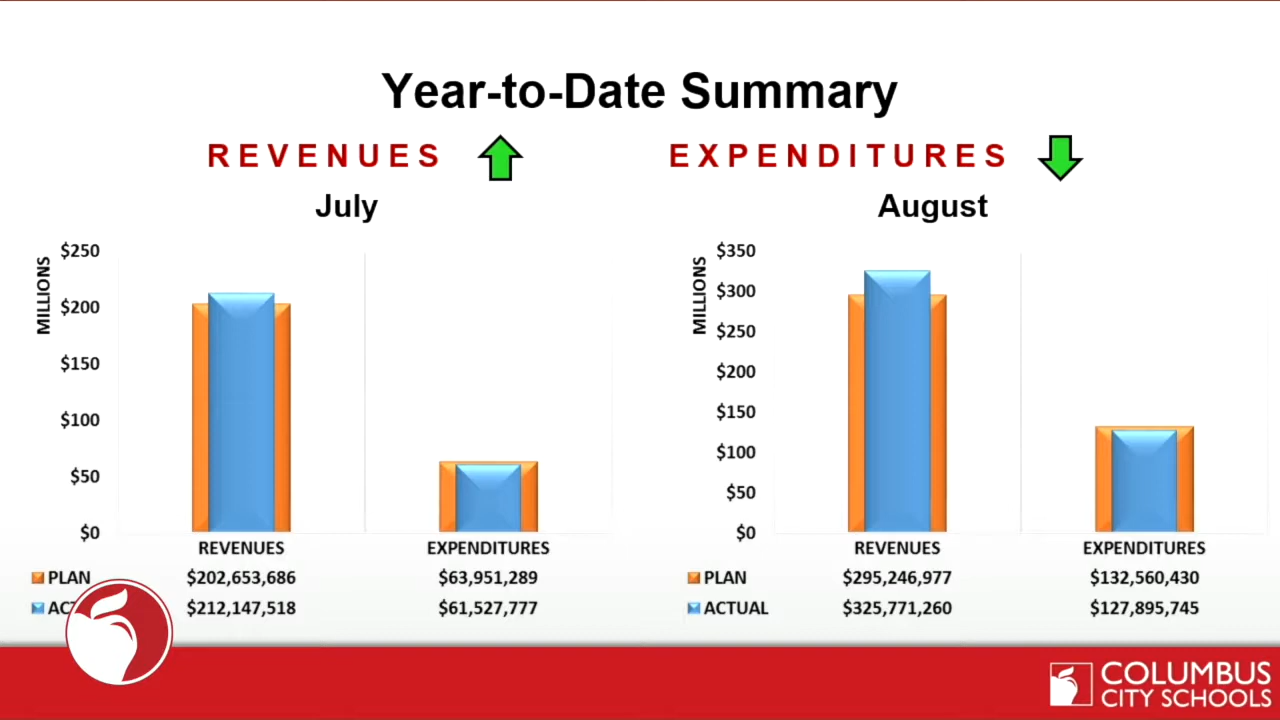 Year-to-Date Summary
REVENUES
EXPENDITURES
July
August
MILLIONS
$250
$200
$150
$100
$50
$0
REVENUES
EXPENDITURES
PLAN
$202,653,686
$63,951,289
$212,147,518
$61,527,777
MILLIONS
$350
$300
$250
$200
$150
$100
$50
$0
REVENUES
EXPENDITURES
PLAN
$295,246,977
$132,560,430
ACTUAL
$325,771,260
$127,895,745
COLUMBUS
CITY SCHOOLS